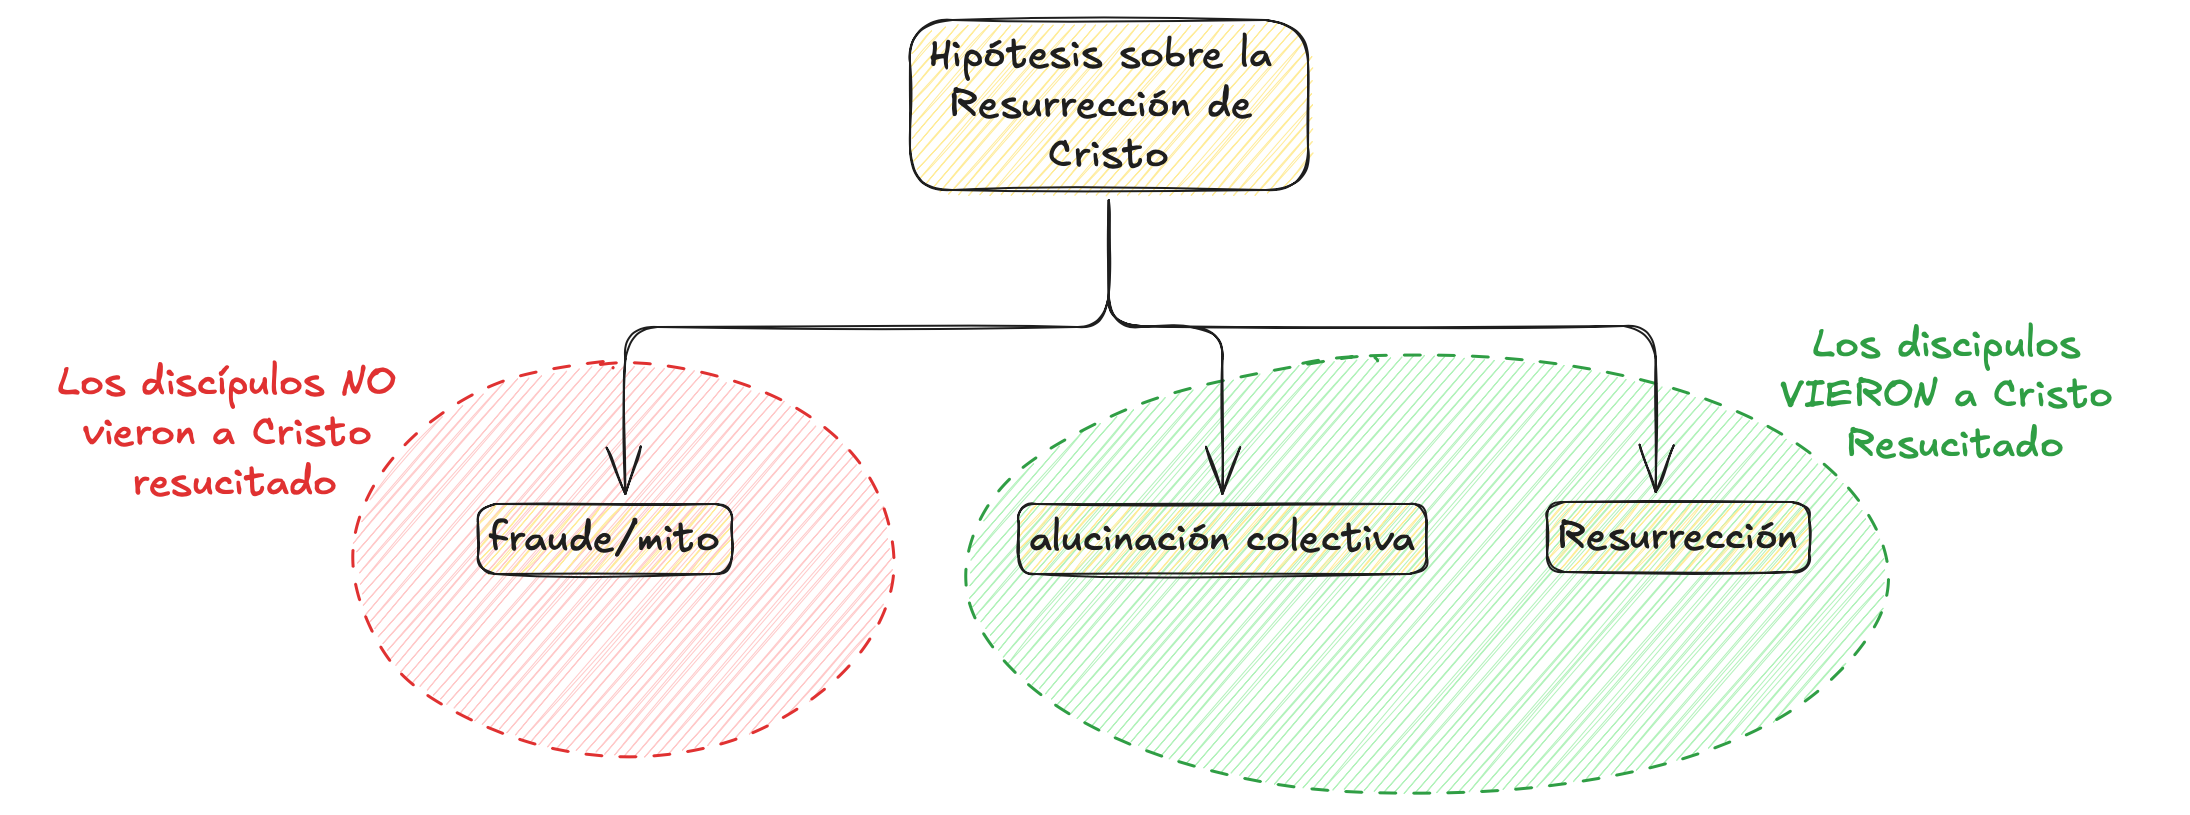 Hipótesis sobre la
Resurrección de
Cristo
Los discípulos NO
vieron a Cristo
resucitado
Los discipulos
VIERON a Cristo
Resucitado
fraude/mito
alucinación colectiva
Resurrección